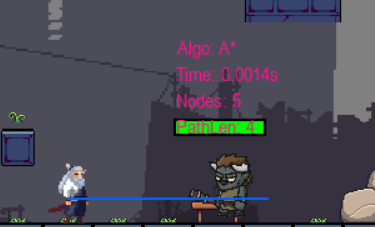 Algo: A*
Time: 0.0014s
Nodes: 5
PathLen: 4